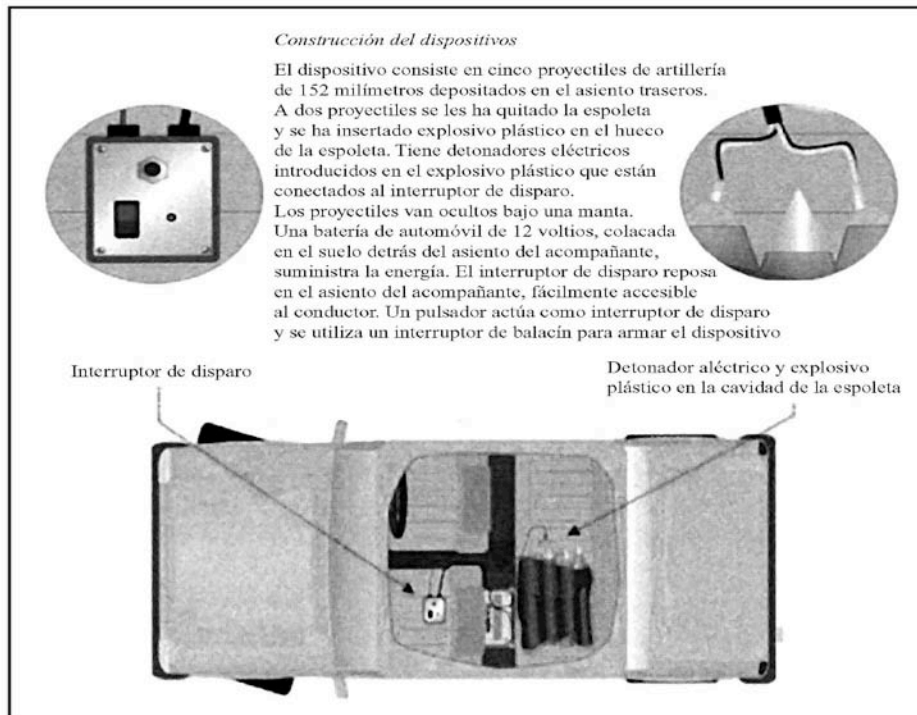 Construcción del dispositivos
El dispositivo consiste en cinco proyectiles de artillería
de 152 milímetros depositados en el asiento traseros.
A dos proyectiles se les ha quitado la espoleta
y se ha insertado explosivo plástico en el hueco
de la espoleta. Tiene detonadores eléctricos
introducidos en el explosivo plástico que están
conectados al interruptor de disparo.
Los proyectiles van ocultos bajo una manta.
Una batería de automóvil de 12 voltios, colacada
en el suelo detrás del asiento del acompañante,
suministra la energía. El interruptor de disparo reposa
en el asiento del acompañante, fácilmente accesible
al conductor. Un pulsador actúa como interruptor de disparo
y se utiliza un interruptor de balacín para armar el dispositivo
Interruptor de disparo
Detonador aléctrico y explosivo
plástico en la cavidad de la espoleta